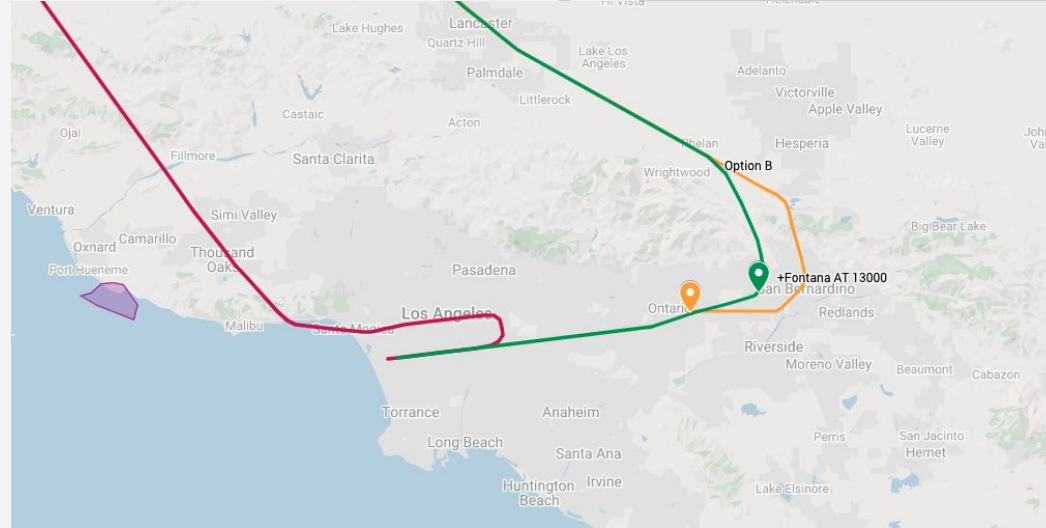 Lake Hughes
Lancaster
Quartz Hill
Hi Vista
Helendale
Lake Los
Angeles
Palmdale
Adelanto
Victorville
Littlerock
Apple Valley
Castaic
Acton
Ojai
Fillmore
Santa Clarita
Phelan
Hesperia
Lucerne
Valley
Wrightwood
Option B
Ventura
Simi Valley
Camarillo
Oxnard
Thousand
Oaks
Big Bear Lake
Port Hueneme
Pasadena
+Fontana AT 13000
San Bernardino
Ontario
Redlands
Los Angeles
Malibu
Santa Monica
Riverside
Moreno Valley
Beaumont
Cabazon
Torrance
Anaheim
Long Beach
Perris
San Jacinto
Hemet
Santa Ana
Irvine
Huntington
Beach
Lake Elsinore